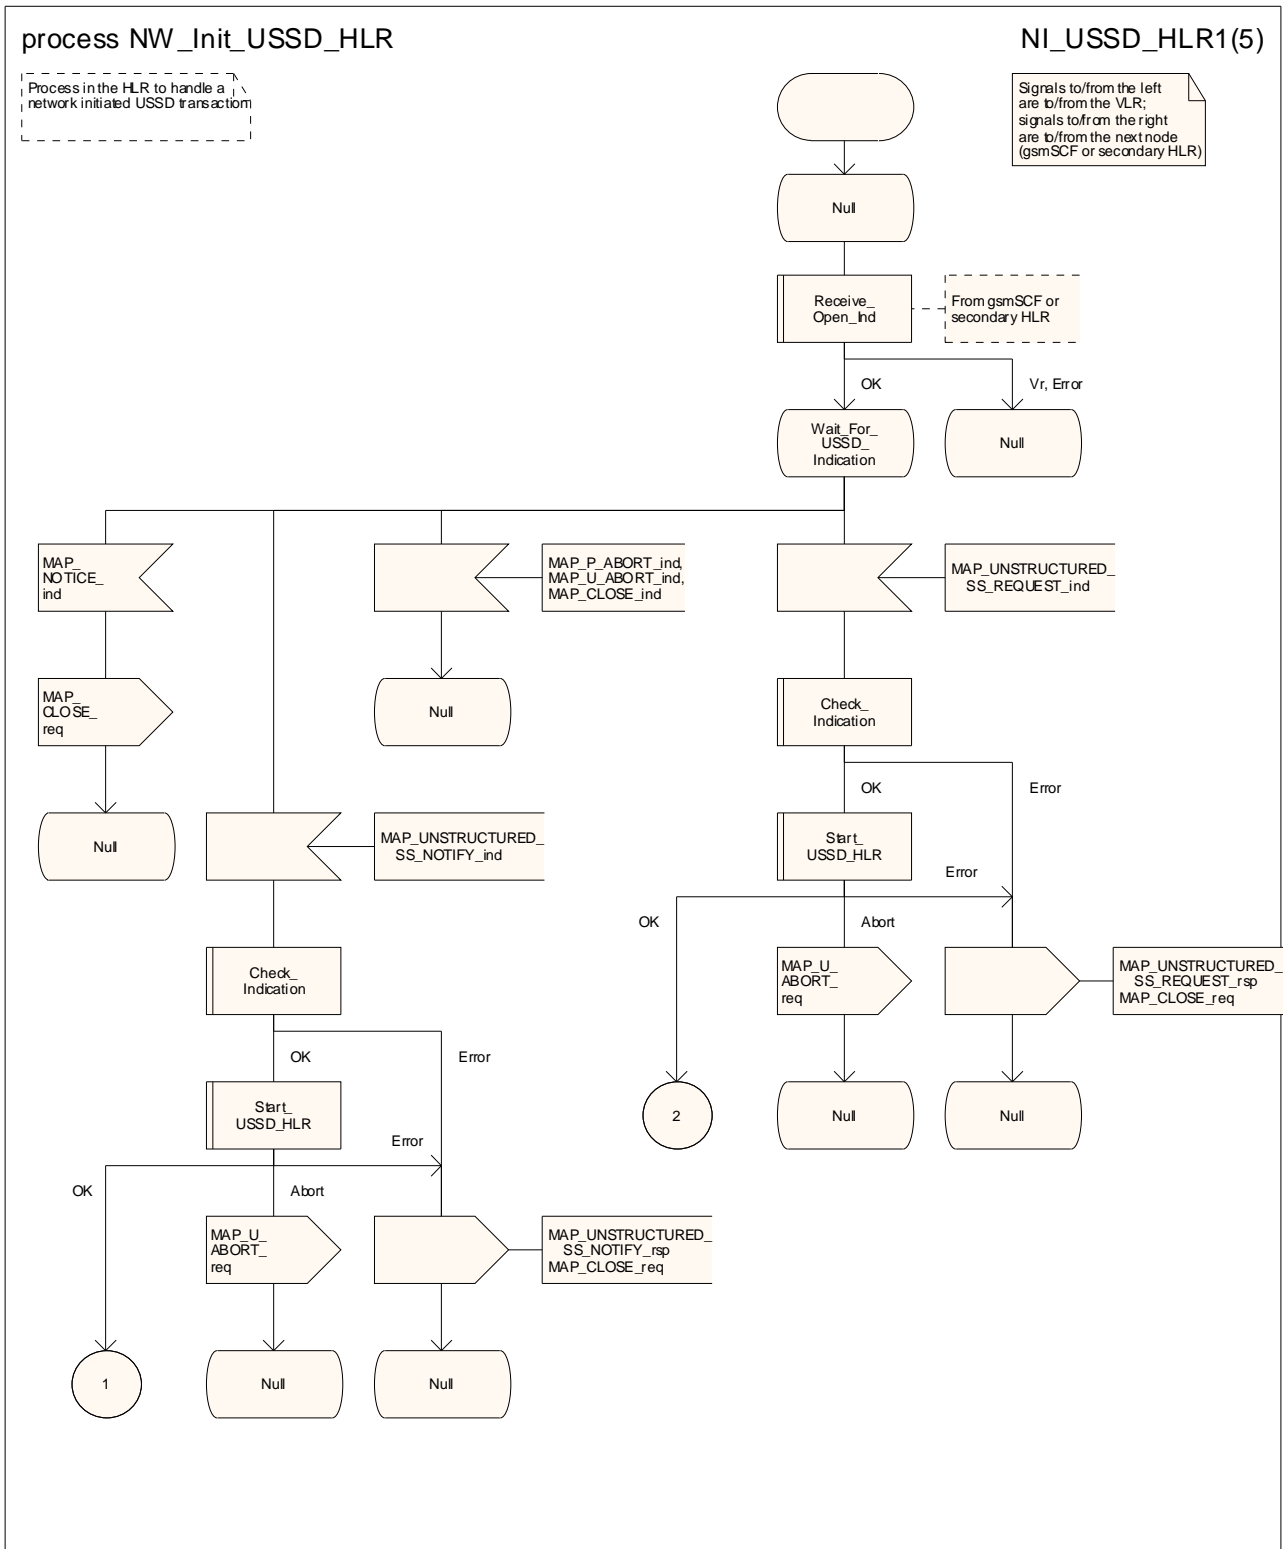 process NW_Init_USSD_HLR
NI_USSD_HLR1(5)
Process in the HLR to handle a
network initiated USSD transaction
Signals to/from the left
are to/from the VLR;
signals to/from the right
are to/from the next node
(gsmSCF or secondary HLR)
Null
Receive_
Open_Ind
From gsmSCF or
secondary HLR
OK
Vr, Error
Wait_For_
USSD_
Indication
Null
MAP_
NOTICE_
ind
MAP_P_ABORT_ind,
MAP_U_ABORT_ind,
MAP_CLOSE_ind
MAP_UNSTRUCTURED_
SS_REQUEST_ind
MAP_
CLOSE_
req
Null
Check_
Indication
OK
Error
Null
MAP_UNSTRUCTURED_
SS_NOTIFY_ind
Start_
USSD_HLR
Error
OK
Abort
Check_
Indication
MAP_U_
ABORT_
req
MAP_UNSTRUCTURED_
SS_REQUEST_rsp
MAP_CLOSE_req
OK
Error
Start_
USSD_HLR
2
Null
Null
Error
OK
Abort
MAP_U_
ABORT_
req
MAP_UNSTRUCTURED_
SS_NOTIFY_rsp
MAP_CLOSE_req
1
Null
Null